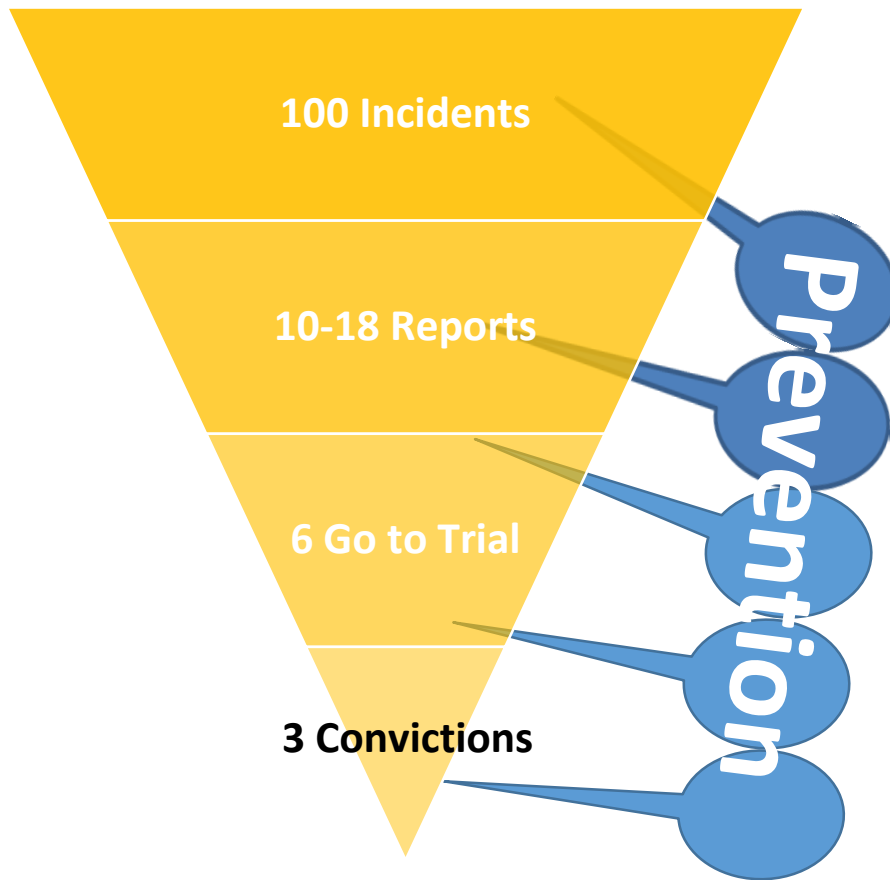 100 Incidents
10-18 Reports
6 Go to Trial
3 Convictions
Prevention